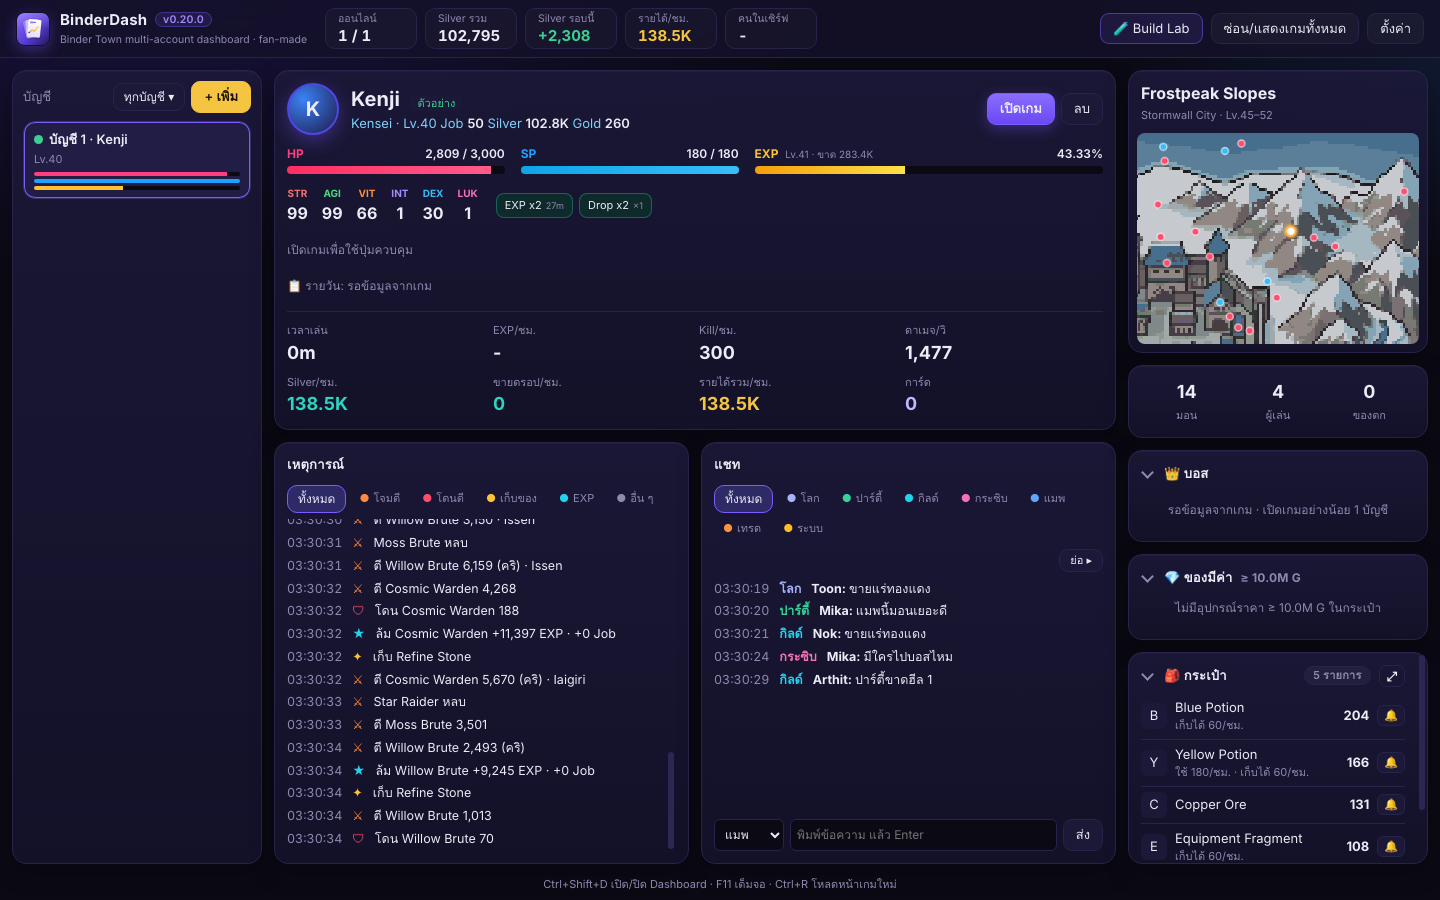 BinderDash v0.20.0
Binder Town multi-account dashboard · fan-made
ออนไลน์
1 / 1
Silver รวม
102,795
Silver รอบนี้
+2,308
รายได้/ชม.
138.5K
คนในเซิร์ฟ
-
Build Lab
ซ่อน/แสดงเกมทั้งหมด
ตั้งค่า
บัญชี
ทุกบัญชี ▾
+ เพิ่ม
บัญชี 1 · Kenji
Lv.40
K
Kenji ตัวอย่าง
Kensei · Lv.40 Job 50 Silver 102.8K Gold 260
เปิดเกม
ลบ
HP 2,809 / 3,000
SP 180 / 180
EXP Lv.41 · ขาด 283.4K 43.33%
STR AGI VIT INT DEX LUK
99 99 66 1 30 1
EXP x2 27m
Drop x2 ×1
เปิดเกมเพื่อใช้ปุ่มควบคุม
รายวัน: รอข้อมูลจากเกม
เวลาเล่น EXP/ชม. Kill/ชม. ดาเมจ/วิ
0m - 300 1,477
Silver/ชม. ขายดรอป/ชม. รายได้รวม/ชม. การ์ด
138.5K 0 138.5K 0
เหตุการณ์
ทั้งหมด โจมตี โดนตี เก็บของ EXP อื่น ๆ
03:30:30 ตี Willow Brute 3,150 · Issen
03:30:31 Moss Brute หลบ
03:30:31 ตี Willow Brute 6,159 (คริ) · Issen
03:30:32 ตี Cosmic Warden 4,268
03:30:32 โดน Cosmic Warden 188
03:30:32 ★ ล้ม Cosmic Warden +11,397 EXP · +0 Job
03:30:32 เก็บ Refine Stone
03:30:32 ตี Cosmic Warden 5,670 (คริ) · Iaigiri
03:30:33 Star Raider หลบ
03:30:33 ตี Moss Brute 3,501
03:30:34 ตี Willow Brute 2,493 (คริ)
03:30:34 ★ ล้ม Willow Brute +9,245 EXP · +0 Job
03:30:34 เก็บ Refine Stone
03:30:34 ตี Willow Brute 1,013
03:30:34 โดน Willow Brute 70
แชท
ทั้งหมด โลก ปาร์ตี้ กิลด์ กระซิบ แมพ
เทรด ระบบ
ย่อ ▸
03:30:19 โลก Toon: ขายแร่ทองแดง
03:30:20 ปาร์ตี้ Mika: แมพนี้มอนเยอะดี
03:30:21 กิลด์ Nok: ขายแร่ทองแดง
03:30:24 กระซิบ Mika: มีใครไปบอสไหม
03:30:29 กิลด์ Arthit: ปาร์ตี้ขาดฮีล 1
แมพ
พิมพ์ข้อความ แล้ว Enter
ส่ง
Frostpeak Slopes
Stormwall City · Lv.45–52
14 4 0
มอน ผู้เล่น ของตก
บอส
รอข้อมูลจากเกม · เปิดเกมอย่างน้อย 1 บัญชี
ของมีค่า ≥ 10.0M G
ไม่มีอุปกรณ์ราคา ≥ 10.0M G ในกระเป๋า
กระเป๋า 5 รายการ
B Blue Potion 204
เก็บได้ 60/ชม.
Y Yellow Potion 166
ใช้ 180/ชม. · เก็บได้ 60/ชม.
C Copper Ore 131
E Equipment Fragment 108
เก็บได้ 60/ชม.
Ctrl+Shift+D เปิด/ปิด Dashboard · F11 เต็มจอ · Ctrl+R โหลดหน้าเกมใหม่